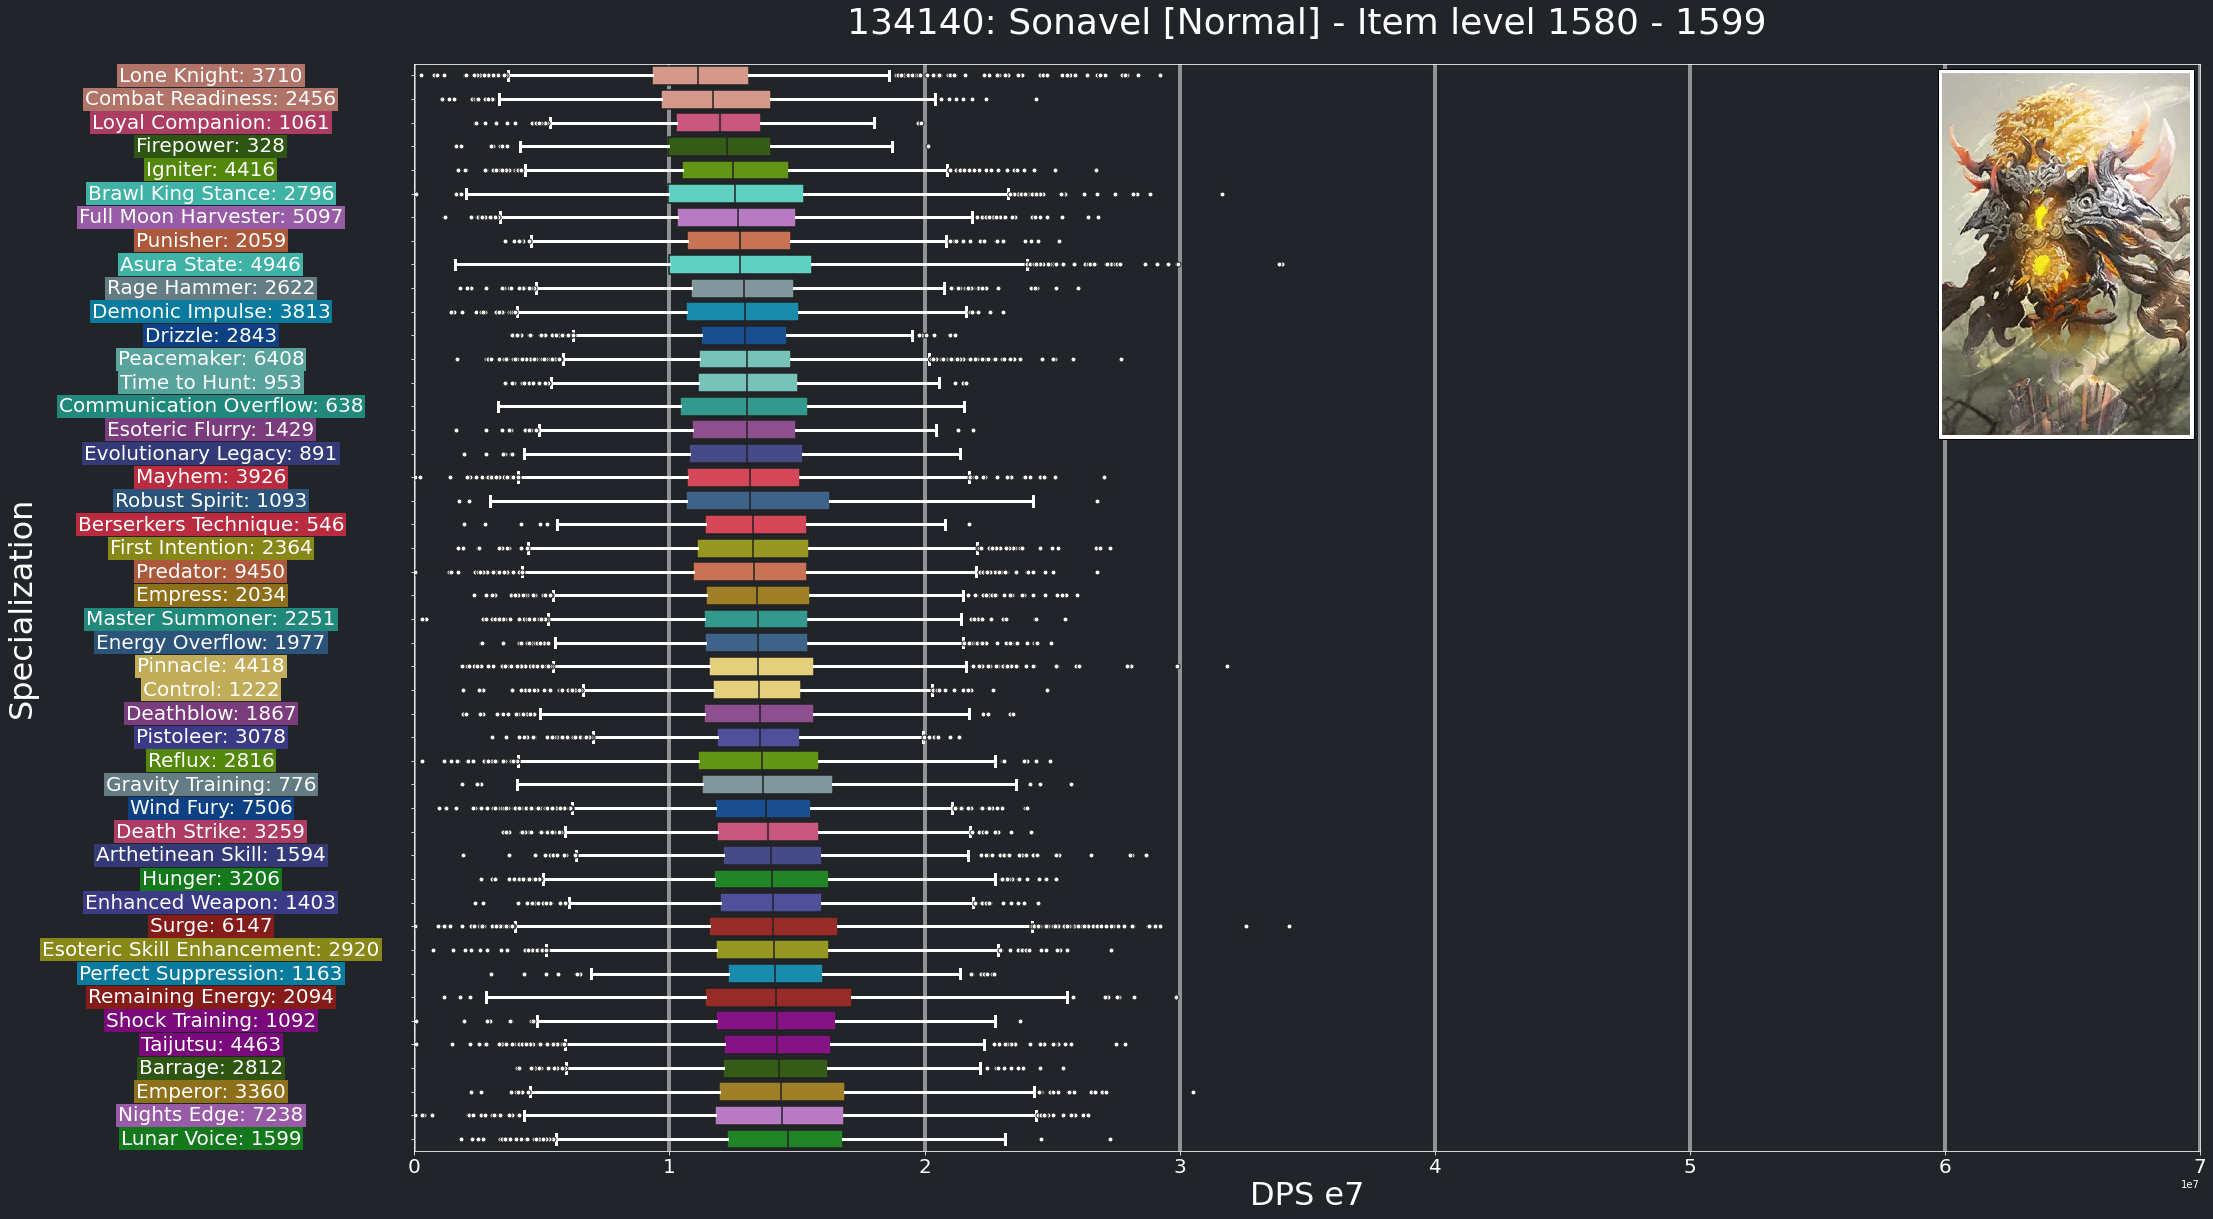 134140: Sonavel [Normal] - Item level 1580 - 1599
Specialization
Lone Knight: 3710
Combat Readiness: 2456
Loyal Companion: 1061
Firepower: 328
Igniter: 4416
Brawl King Stance: 2796
Full Moon Harvester: 5097
Punisher: 2059
Asura State: 4946
Rage Hammer: 2622
Demonic Impulse: 3813
Drizzle: 2843
Peacemaker: 6408
Time to Hunt: 953
Communication Overflow: 638
Esoteric Flurry: 1429
Evolutionary Legacy: 891
Mayhem: 3926
Robust Spirit: 1093
Berserkers Technique: 546
First Intention: 2364
Predator: 9450
Empress: 2034
Master Summoner: 2251
Energy Overflow: 1977
Pinnacle: 4418
Control: 1222
Deathblow: 1867
Pistoleer: 3078
Reflux: 2816
Gravity Training: 776
Wind Fury: 7506
Death Strike: 3259
Arthetinean Skill: 1594
Hunger: 3206
Enhanced Weapon: 1403
Surge: 6147
Esoteric Skill Enhancement: 2920
Perfect Suppression: 1163
Remaining Energy: 2094
Shock Training: 1092
Taijutsu: 4463
Barrage: 2812
Emperor: 3360
Nights Edge: 7238
Lunar Voice: 1599
0 1 2 3 4 5 6 7
1e7
DPS e7